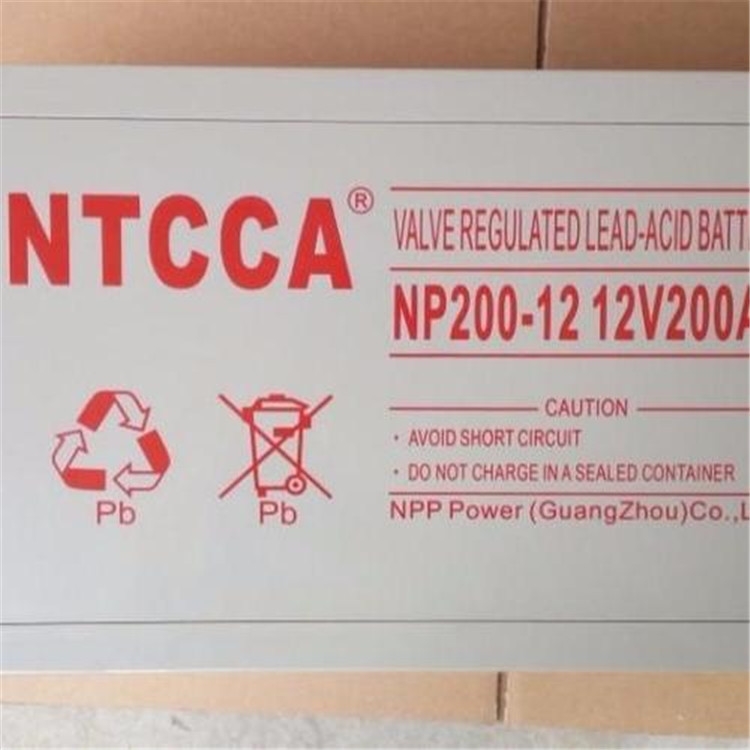 NTCCA®
VALVE REGULATED LEAD-ACID BATT
NP200-12 12V200A
CAUTION
· AVOID SHORT CIRCUIT
· DO NOT CHARGE IN A SEALED CONTAINER
NPP Power (GuangZhou)Co.,L
Pb
Pb